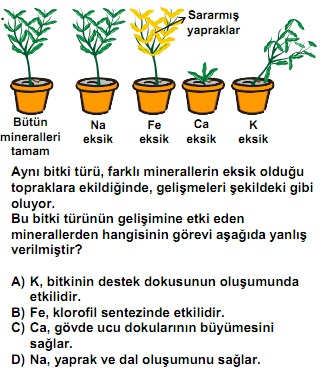 Sararmış
yapraklar
Bütün
mineralleri
tamam
Na
eksik
Fe
eksik
Ca
eksik
K
eksik
Aynı bitki türü, farklı minerallerin eksik olduğu
topraklara ekildiğinde, gelişmeleri şekildeki gibi
oluyor.
Bu bitki türünün gelişimine etki eden
minerallerden hangisinin görevi aşağıda yanlış
verilmiştir?
A) K, bitkinin destek dokusunun oluşumunda
etkilidir.
B) Fe, klorofil sentezinde etkilidir.
C) Ca, gövde ucu dokularının büyümesini
sağlar.
D) Na, yaprak ve dal oluşumunu sağlar.